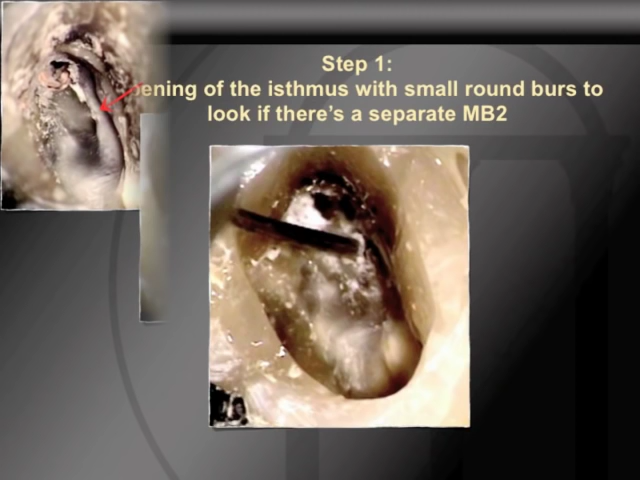 Step 1:
ening of the isthmus with small round burs to
look if there's a separate MB2